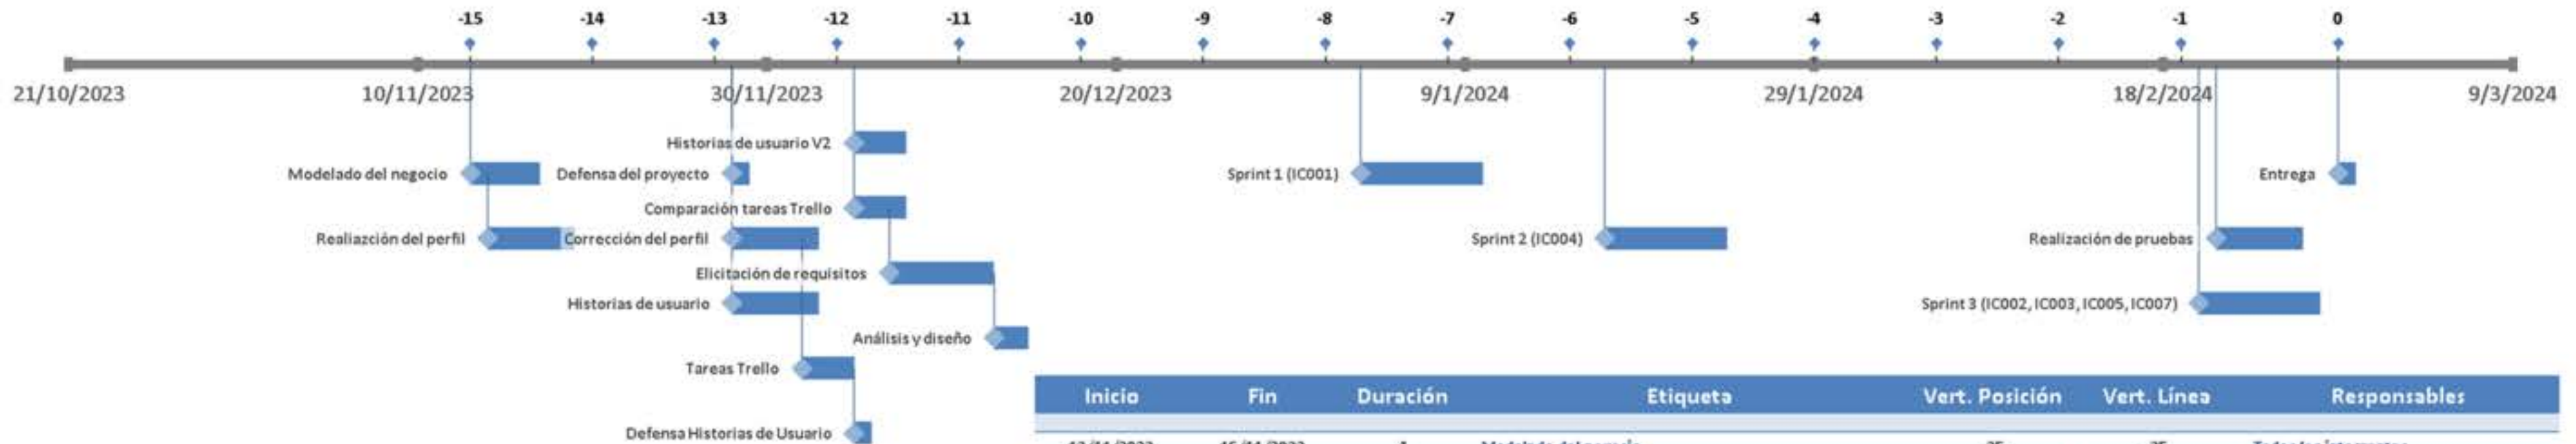 -15 -14 -13 -12 -11 -10 -9 -8 -7 -6 -5 -4 -3 -2 -1 0
21/10/2023 10/11/2023 30/11/2023 20/12/2023 9/1/2024 29/1/2024 18/2/2024 9/3/2024
Historias de usuario V2
Modelado del negocio Defensa del proyecto Sprint 1 (IC001) Entrega
Comparación tareas Trello
Realiazción del perfil Corrección del perfil Sprint 2 (IC004) Realización de pruebas
Elicitación de requisitos
Historias de usuario Sprint 3 (IC002, IC003, IC005, IC007)
Análisis y diseño
Tareas Trello
Inicio Fin Duración Etiqueta Vert. Posición Vert. Línea Responsables
Defensa Historias de Usuario